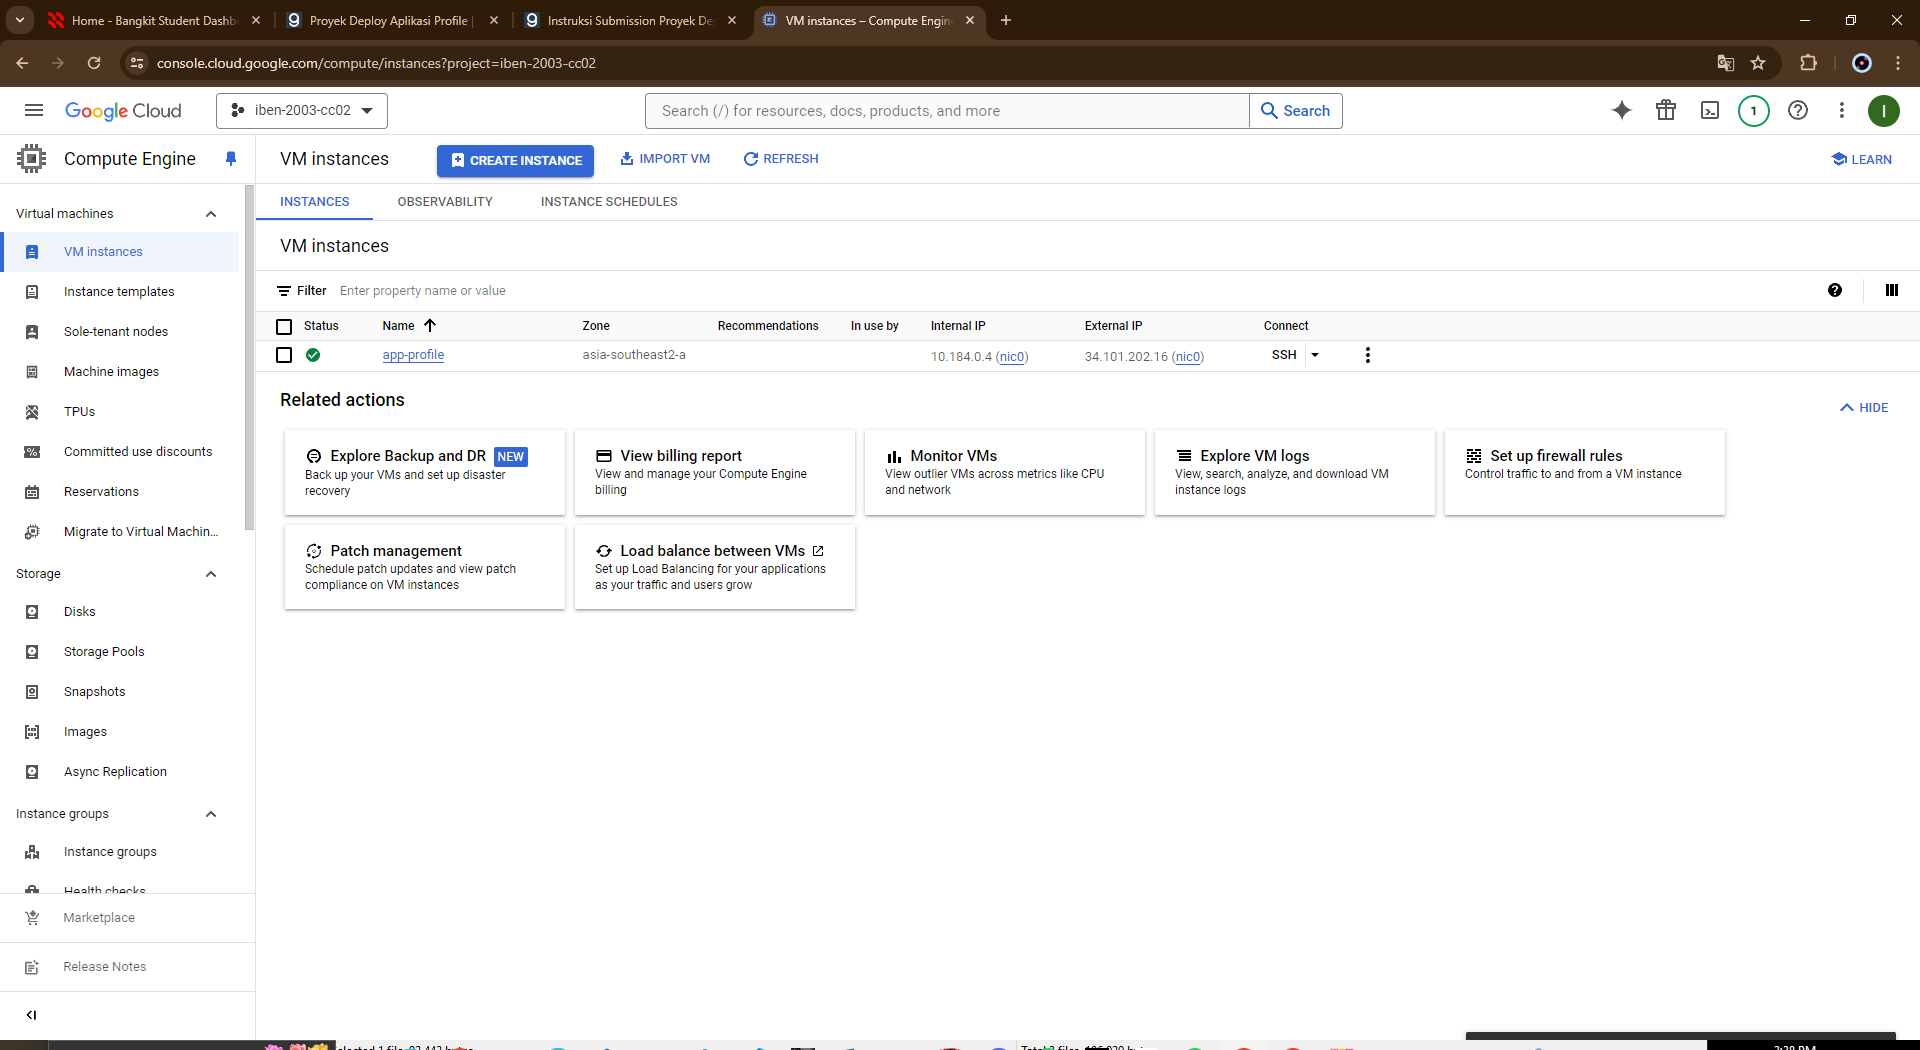 Home - Bangkit Student Dashb
Proyek Deploy Aplikasi Profile
Instruksi Submission Proyek De
VM instances – Compute Engin
console.cloud.google.com/compute/instances?project=iben-2003-cc02
Google Cloud
iben-2003-cc02
Search (/) for resources, docs, products, and more
Search
1
I
Compute Engine
VM instances
CREATE INSTANCE
IMPORT VM
REFRESH
LEARN
Virtual machines
VM instances
Instance templates
Sole-tenant nodes
Machine images
TPUs
Committed use discounts
Reservations
Migrate to Virtual Machin...
Storage
Disks
Storage Pools
Snapshots
Images
Async Replication
Instance groups
Instance groups
Health checks
Marketplace
Release Notes
INSTANCES
OBSERVABILITY
INSTANCE SCHEDULES
VM instances
Filter
Enter property name or value
Status
Name
Zone
Recommendations
In use by
Internal IP
External IP
Connect
app-profile
asia-southeast2-a
10.184.0.4 (nic0)
34.101.202.16 (nic0)
SSH
Related actions
HIDE
Explore Backup and DR NEW
Back up your VMs and set up disaster
recovery
View billing report
View and manage your Compute Engine
billing
Monitor VMs
View outlier VMs across metrics like CPU
and network
Explore VM logs
View, search, analyze, and download VM
instance logs
Set up firewall rules
Control traffic to and from a VM instance
Patch management
Schedule patch updates and view patch
compliance on VM instances
Load balance between VMs
Set up Load Balancing for your applications
as your traffic and users grow